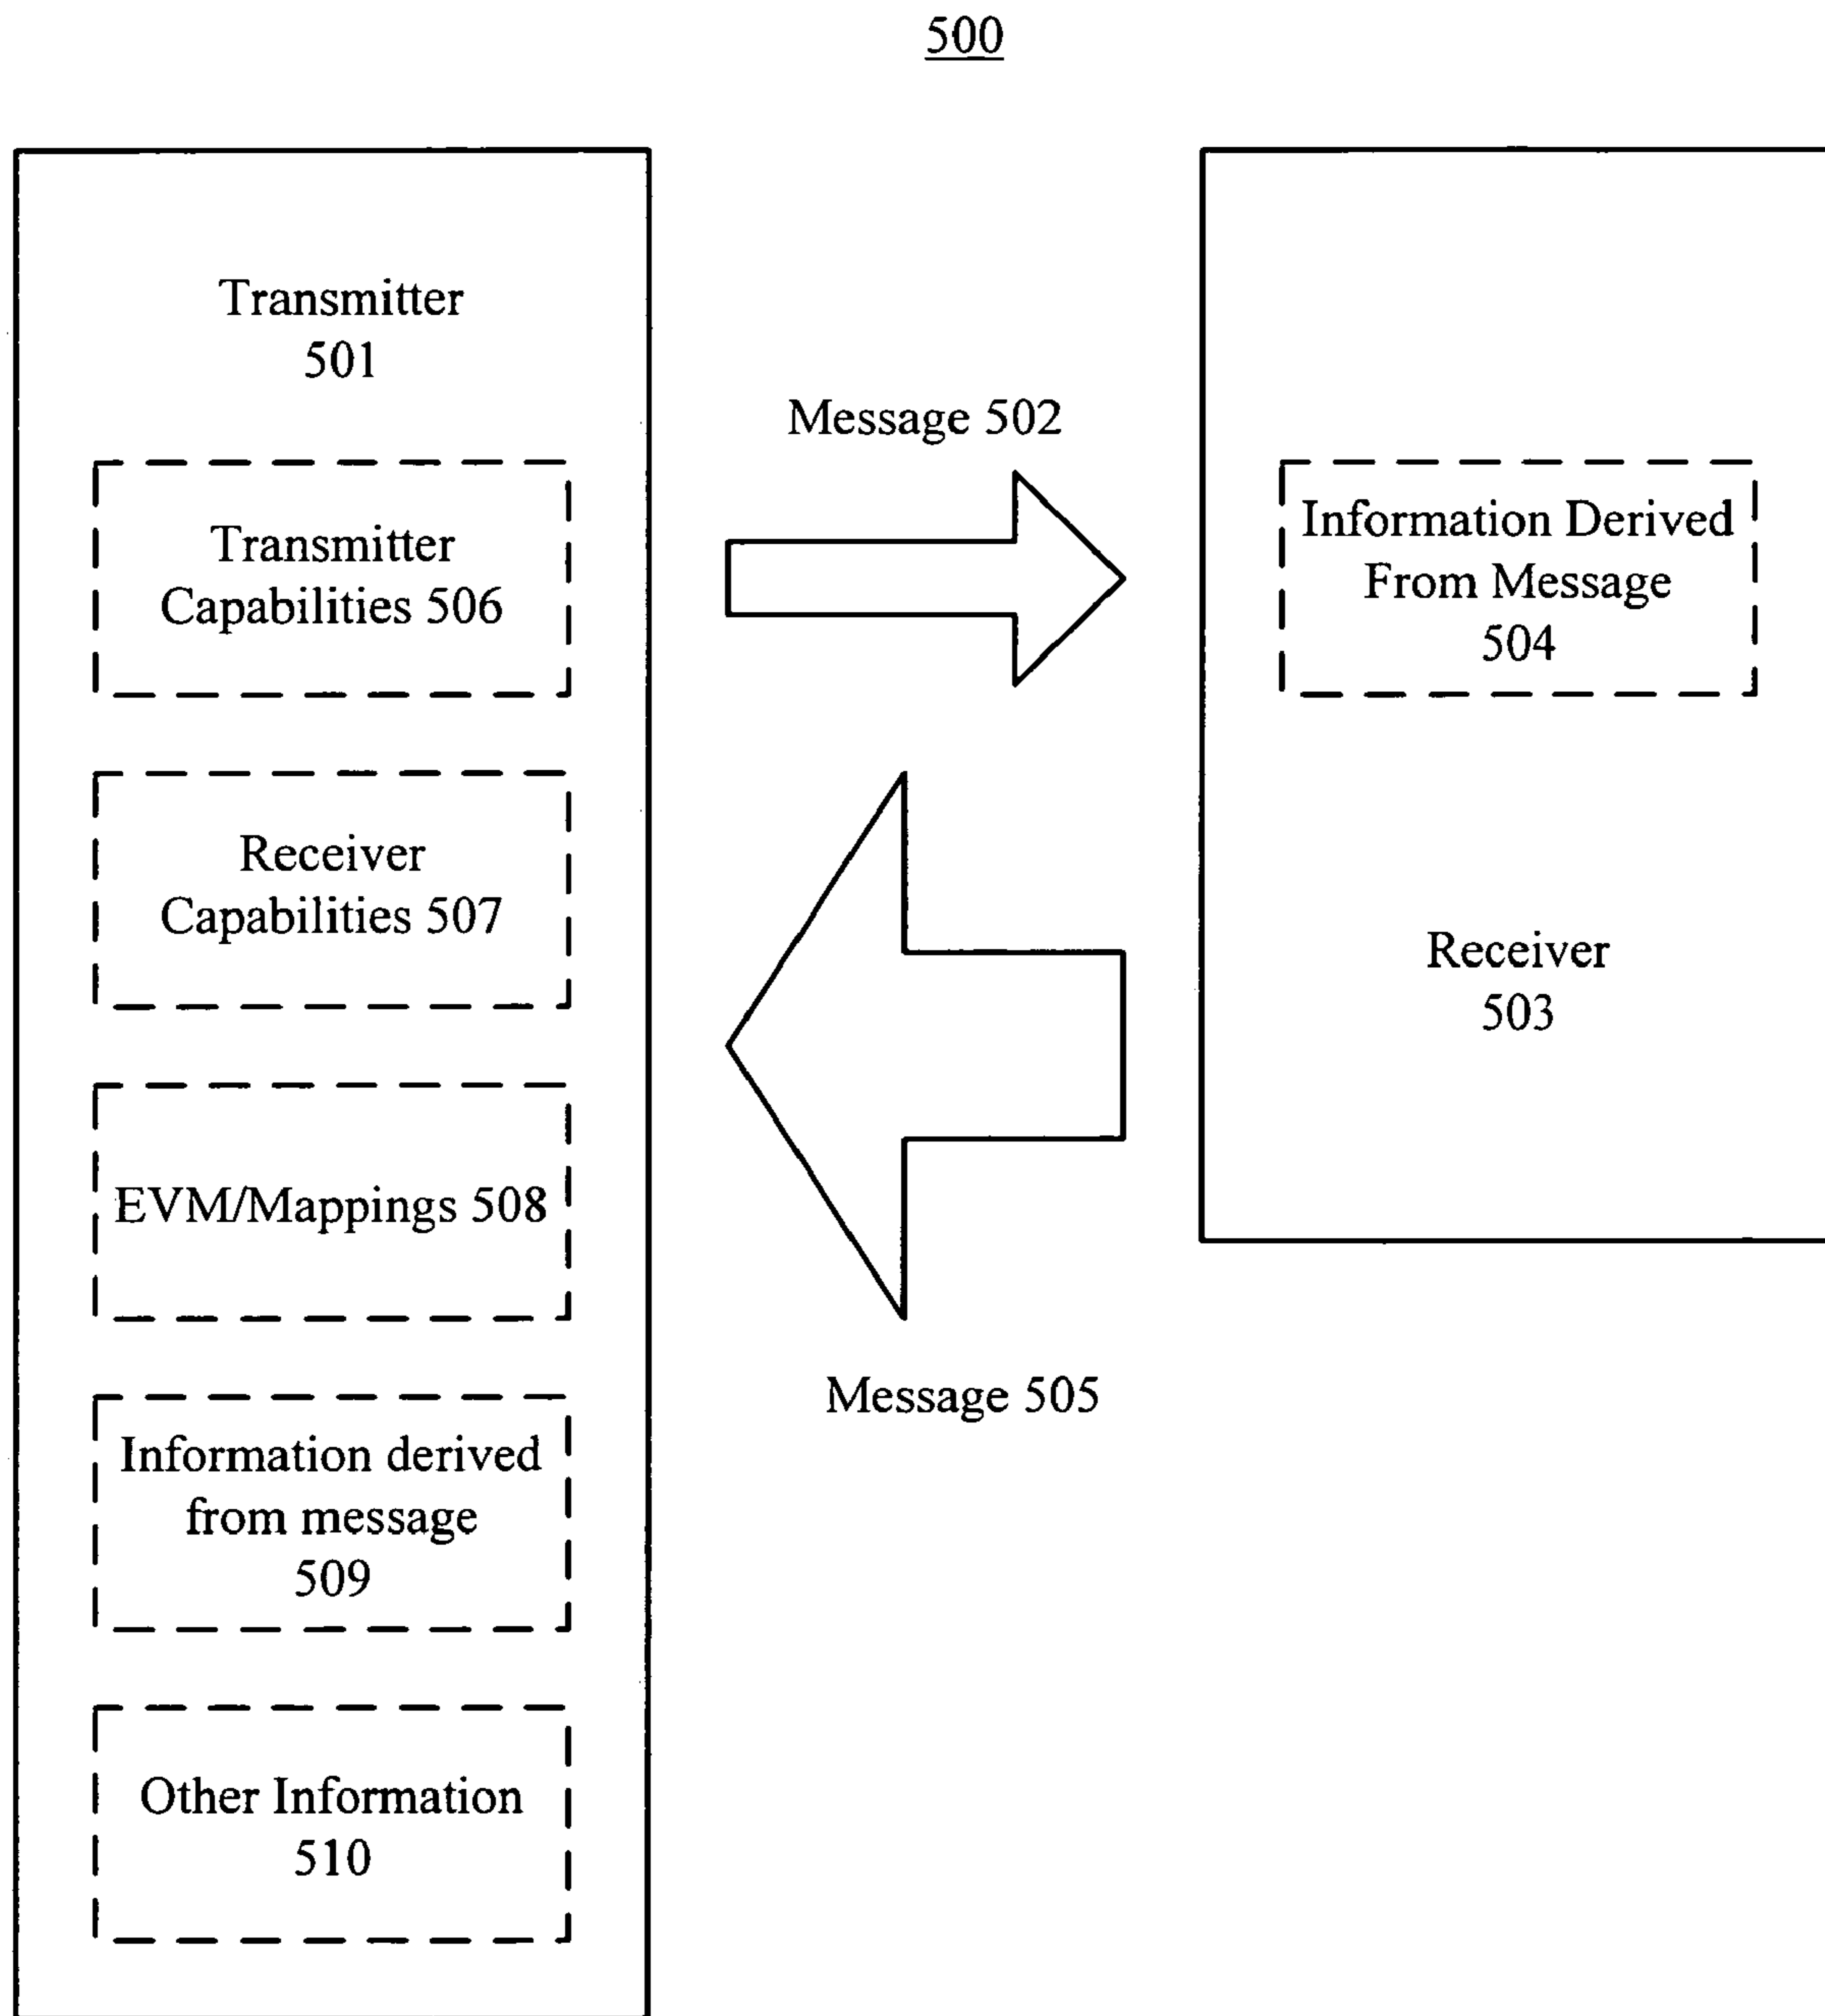 500
Transmitter
501
Transmitter
Capabilities 506
Receiver
Capabilities 507
EVM/Mappings 508
Information derived
from message
509
Other Information
510
Message 502
Message 505
Information Derived
From Message
504
Receiver
503